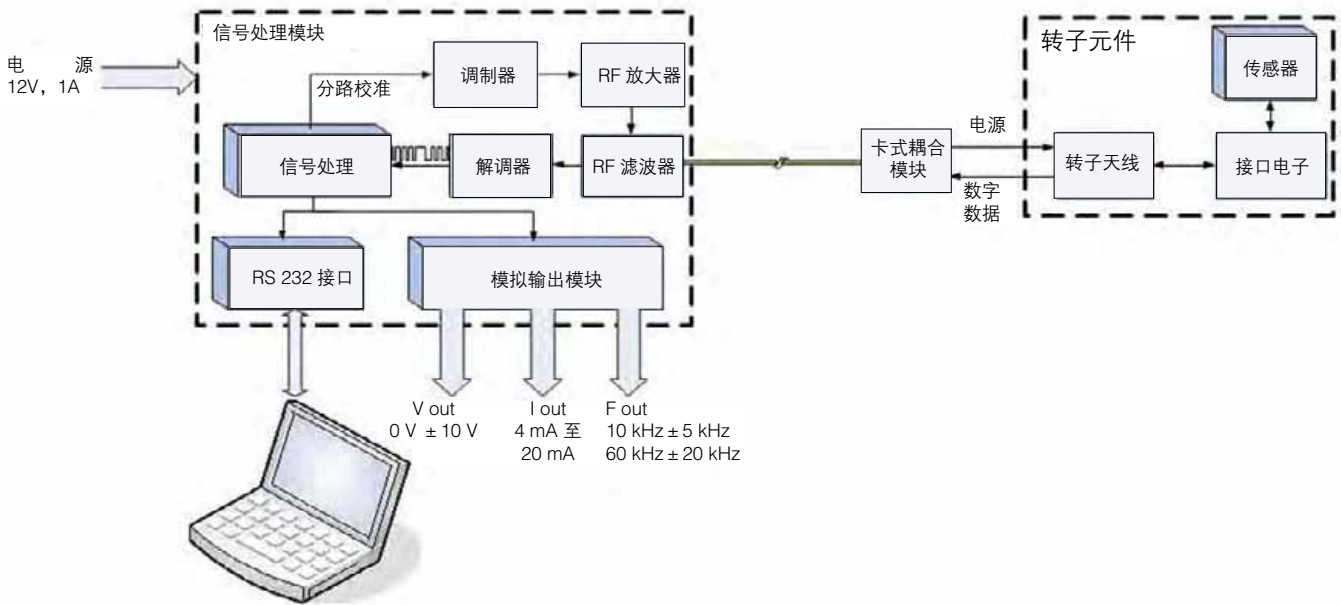 信号处理模块
电 源
12V，1A
分路校准
调制器
RF 放大器
信号处理
解调器
RF 滤波器
RS 232 接口
模拟输出模块
卡式耦合
模块
电源
数字
数据
转子元件
传感器
转子天线
接口电子
V out
0 V ± 10 V
I out
4 mA 至
20 mA
F out
10 kHz ± 5 kHz
60 kHz ± 20 kHz